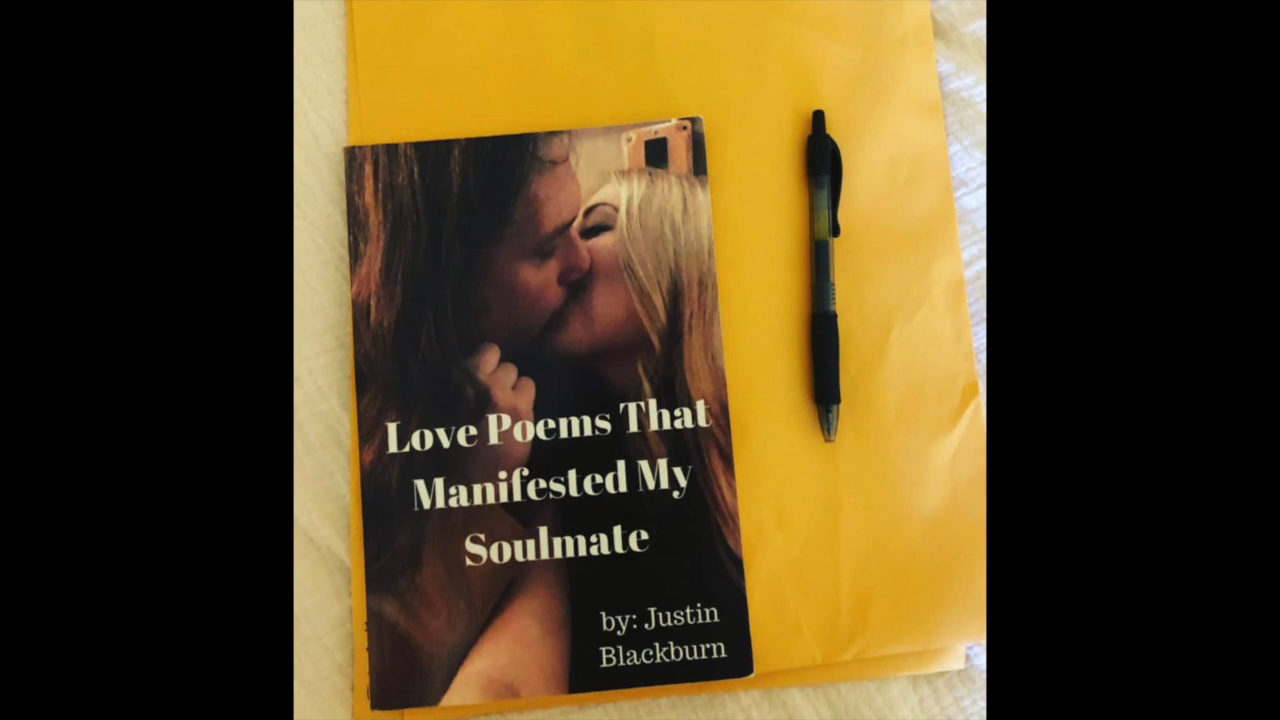 Love Poems That
Manifested My
Soulmate
by: Justin
Blackburn